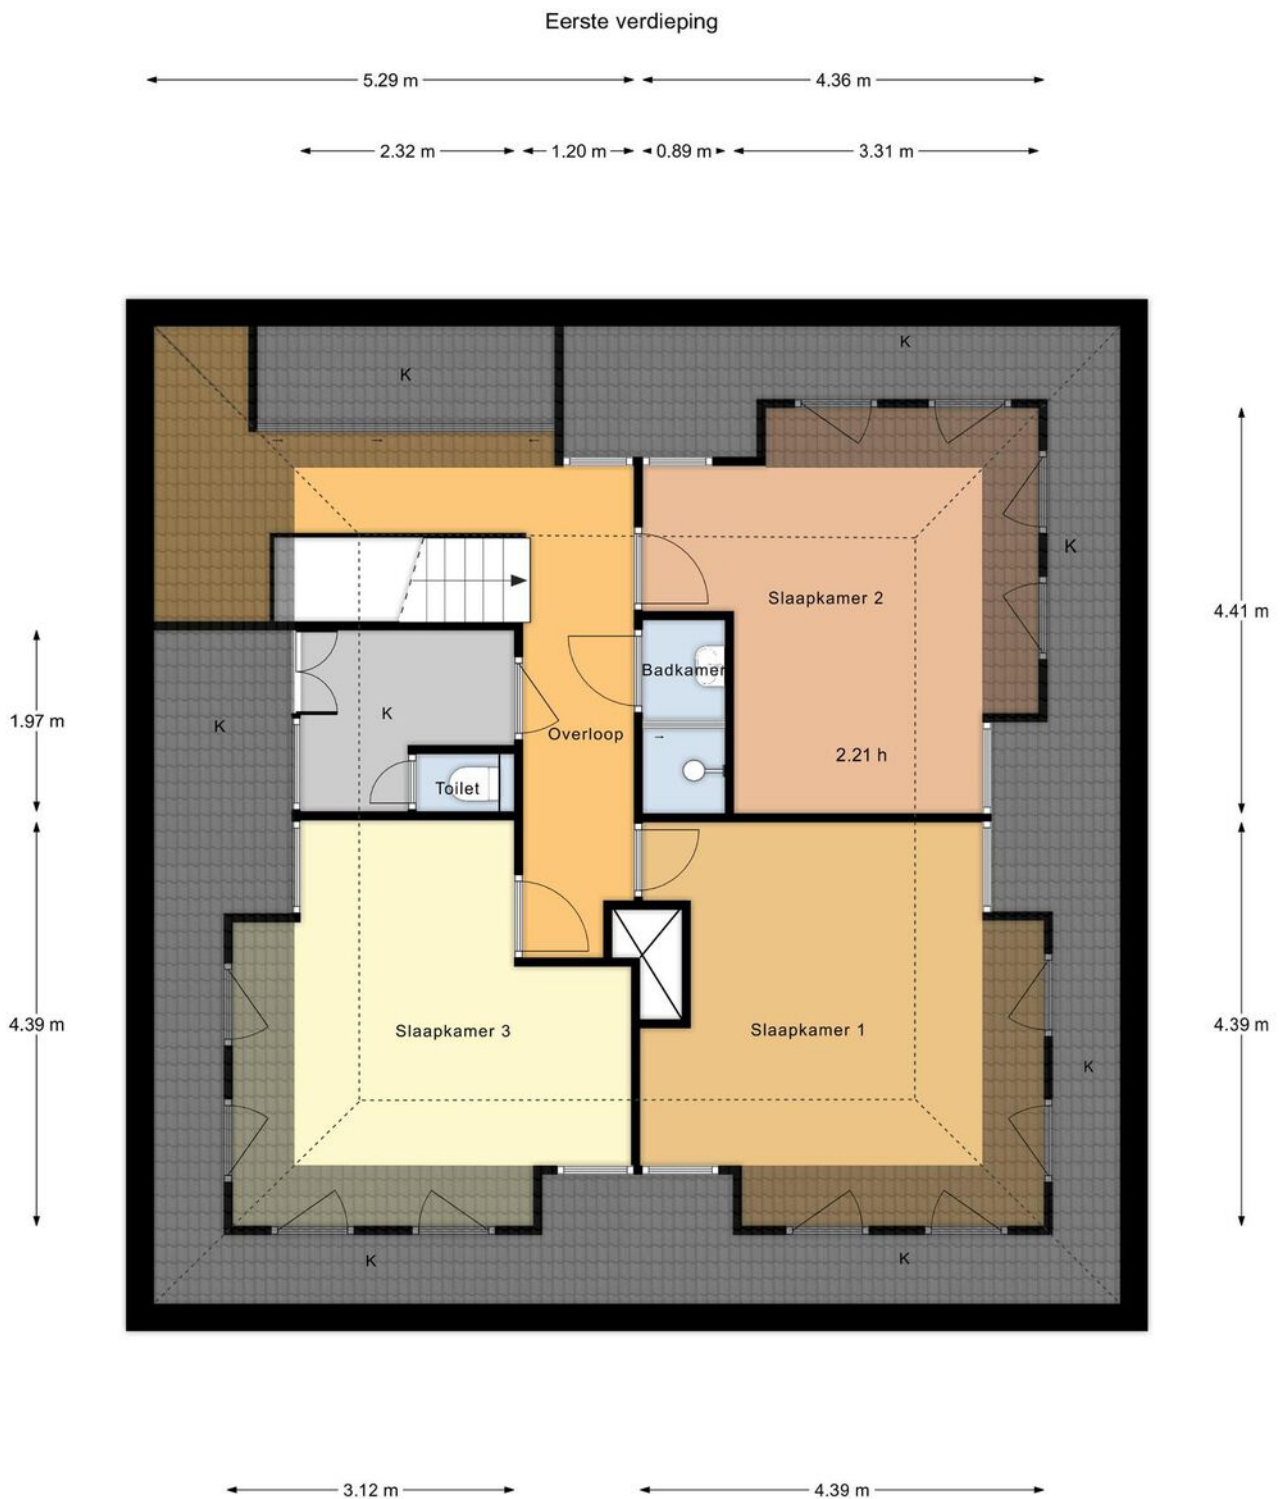 Eerste verdieping
5.29 m 4.36 m
2.32 m 1.20 m 0.89 m 3.31 m
K
K
K
Slaapkamer 2
4.41 m
Badkamer
K
K
1.97 m
Overloop
2.21 h
Toilet
4.39 m
Slaapkamer 3
Slaapkamer 1
4.39 m
K
K
K
3.12 m 4.39 m